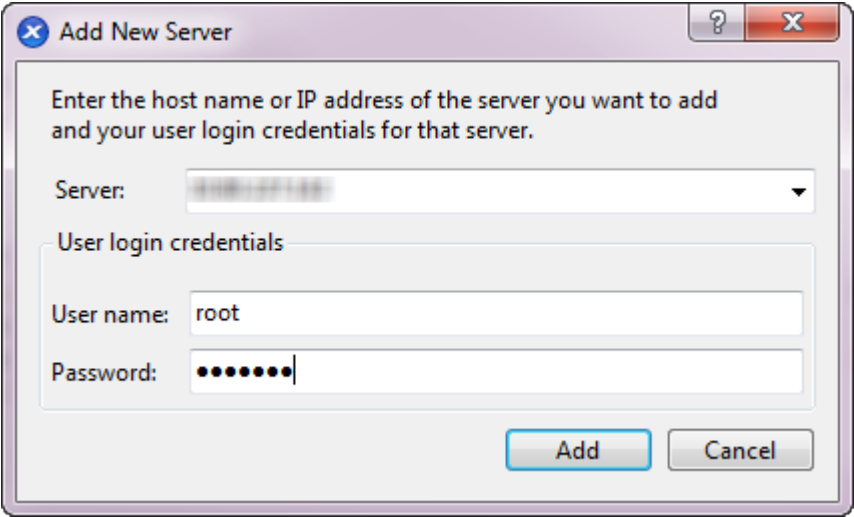 Add New Server
Enter the host name or IP address of the server you want to add
and your user login credentials for that server.
Server:
User login credentials
User name: root
Password: •••••••
Add Cancel